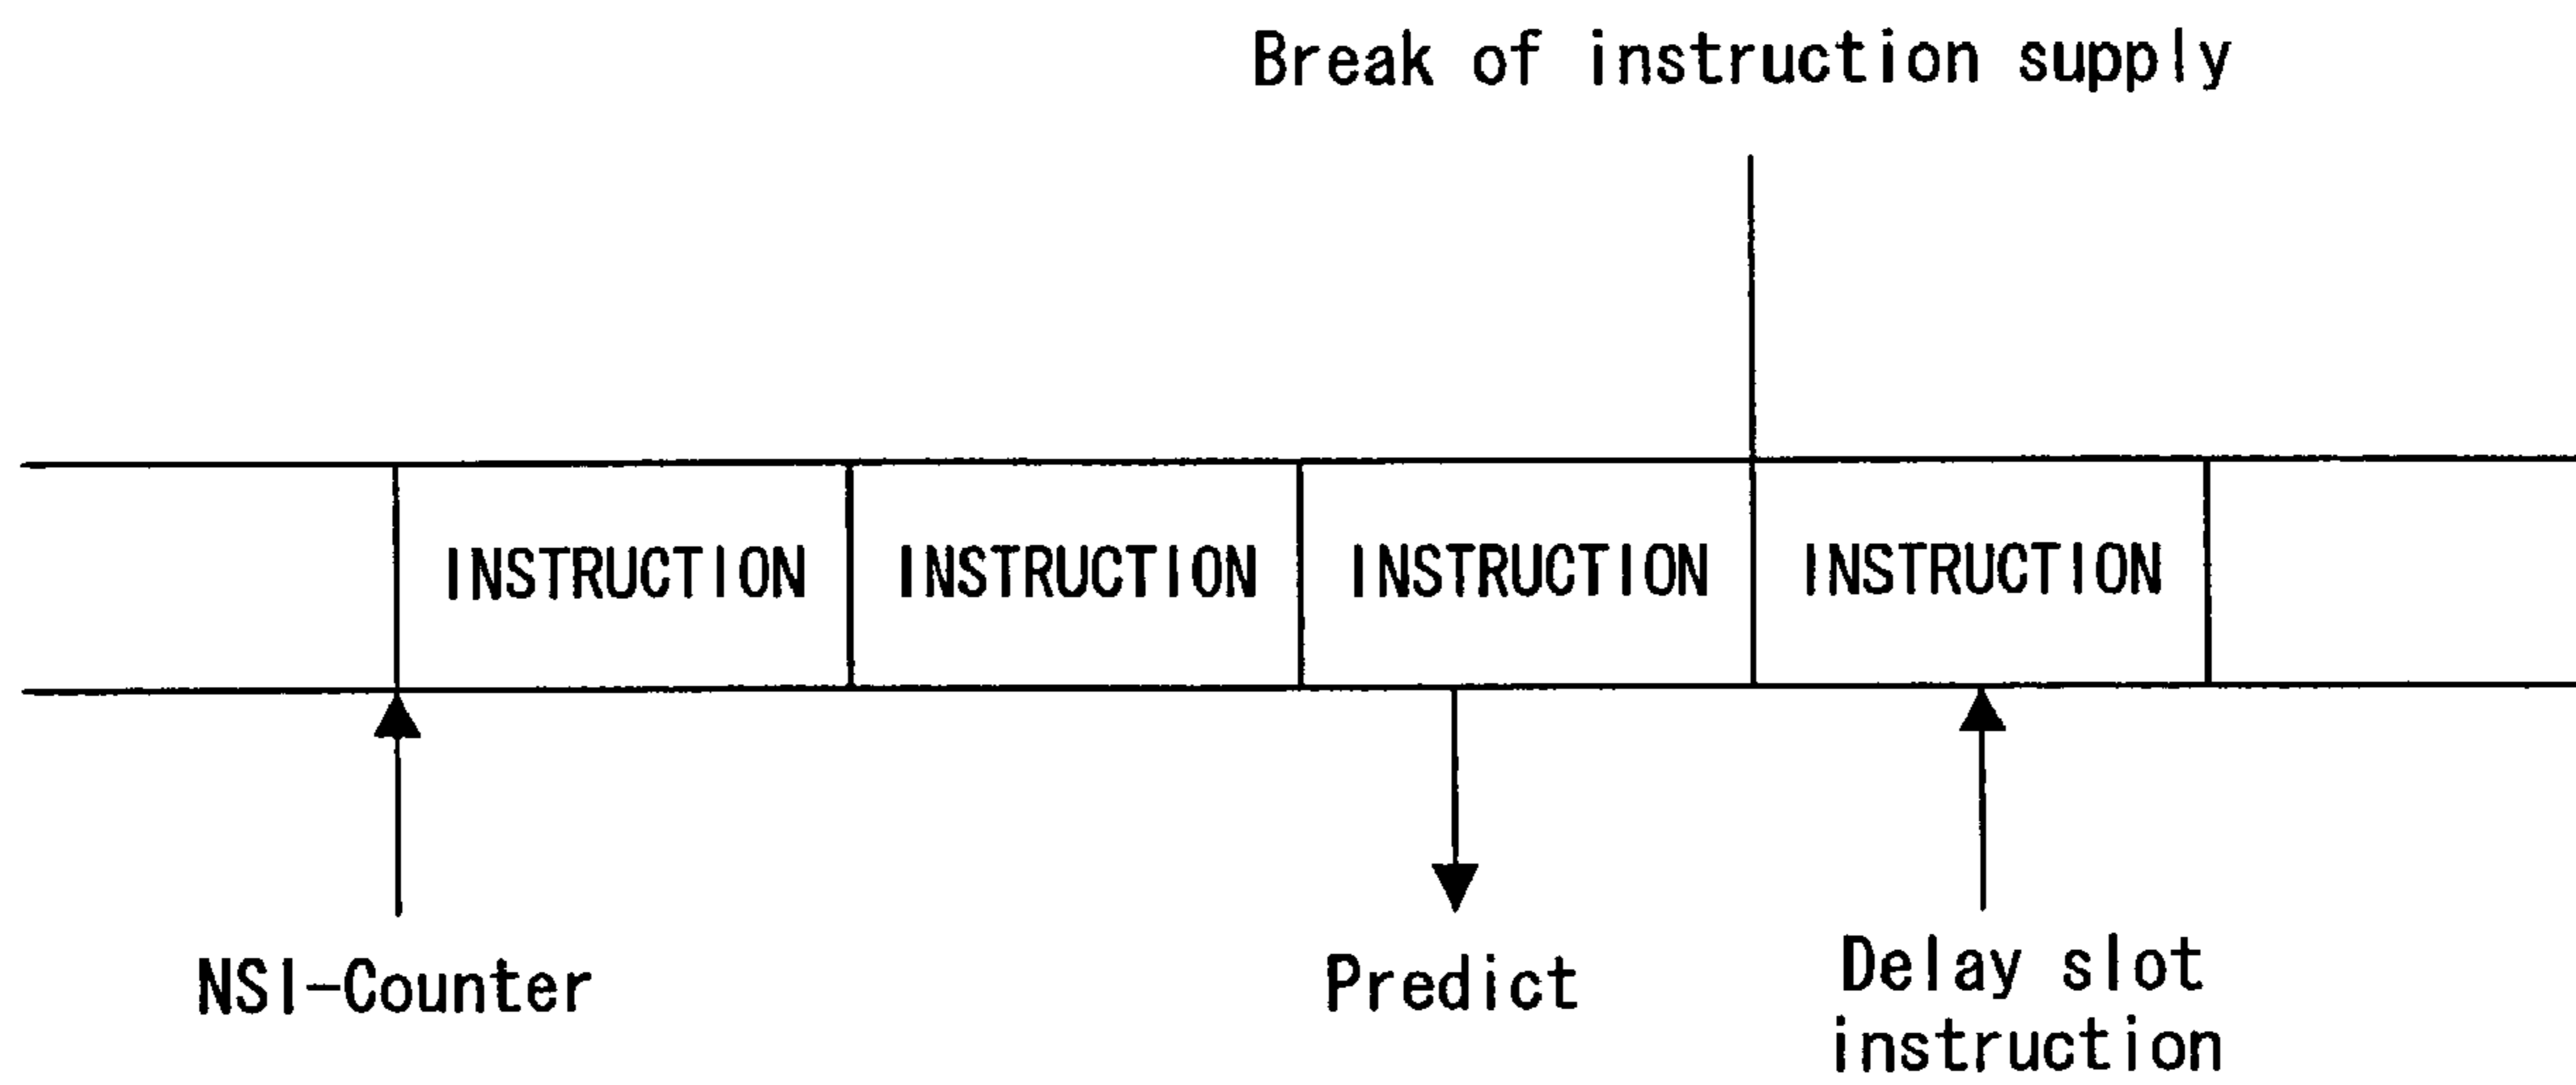 Break of instruction supply
INSTRUCTION INSTRUCTION INSTRUCTION INSTRUCTION
NSI-Counter
Predict
Delay slot
instruction